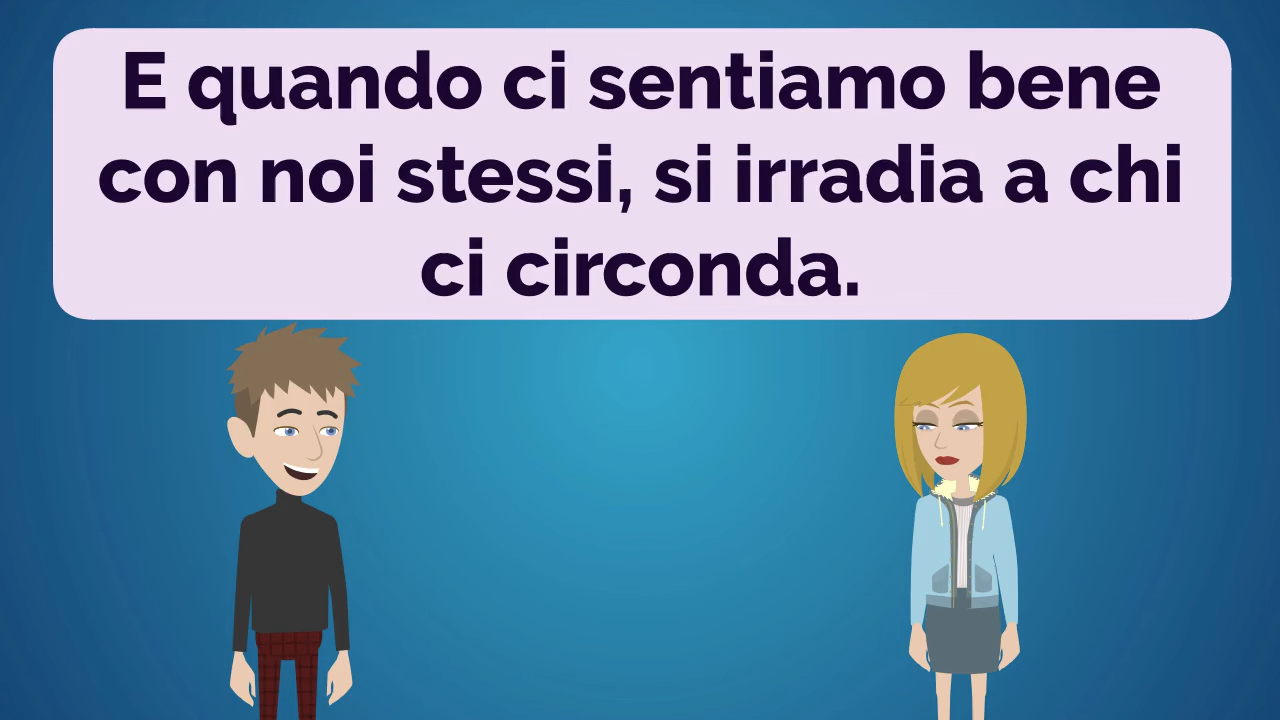 E quando ci sentiamo bene
con noi stessi, si irradia a chi
ci circonda.